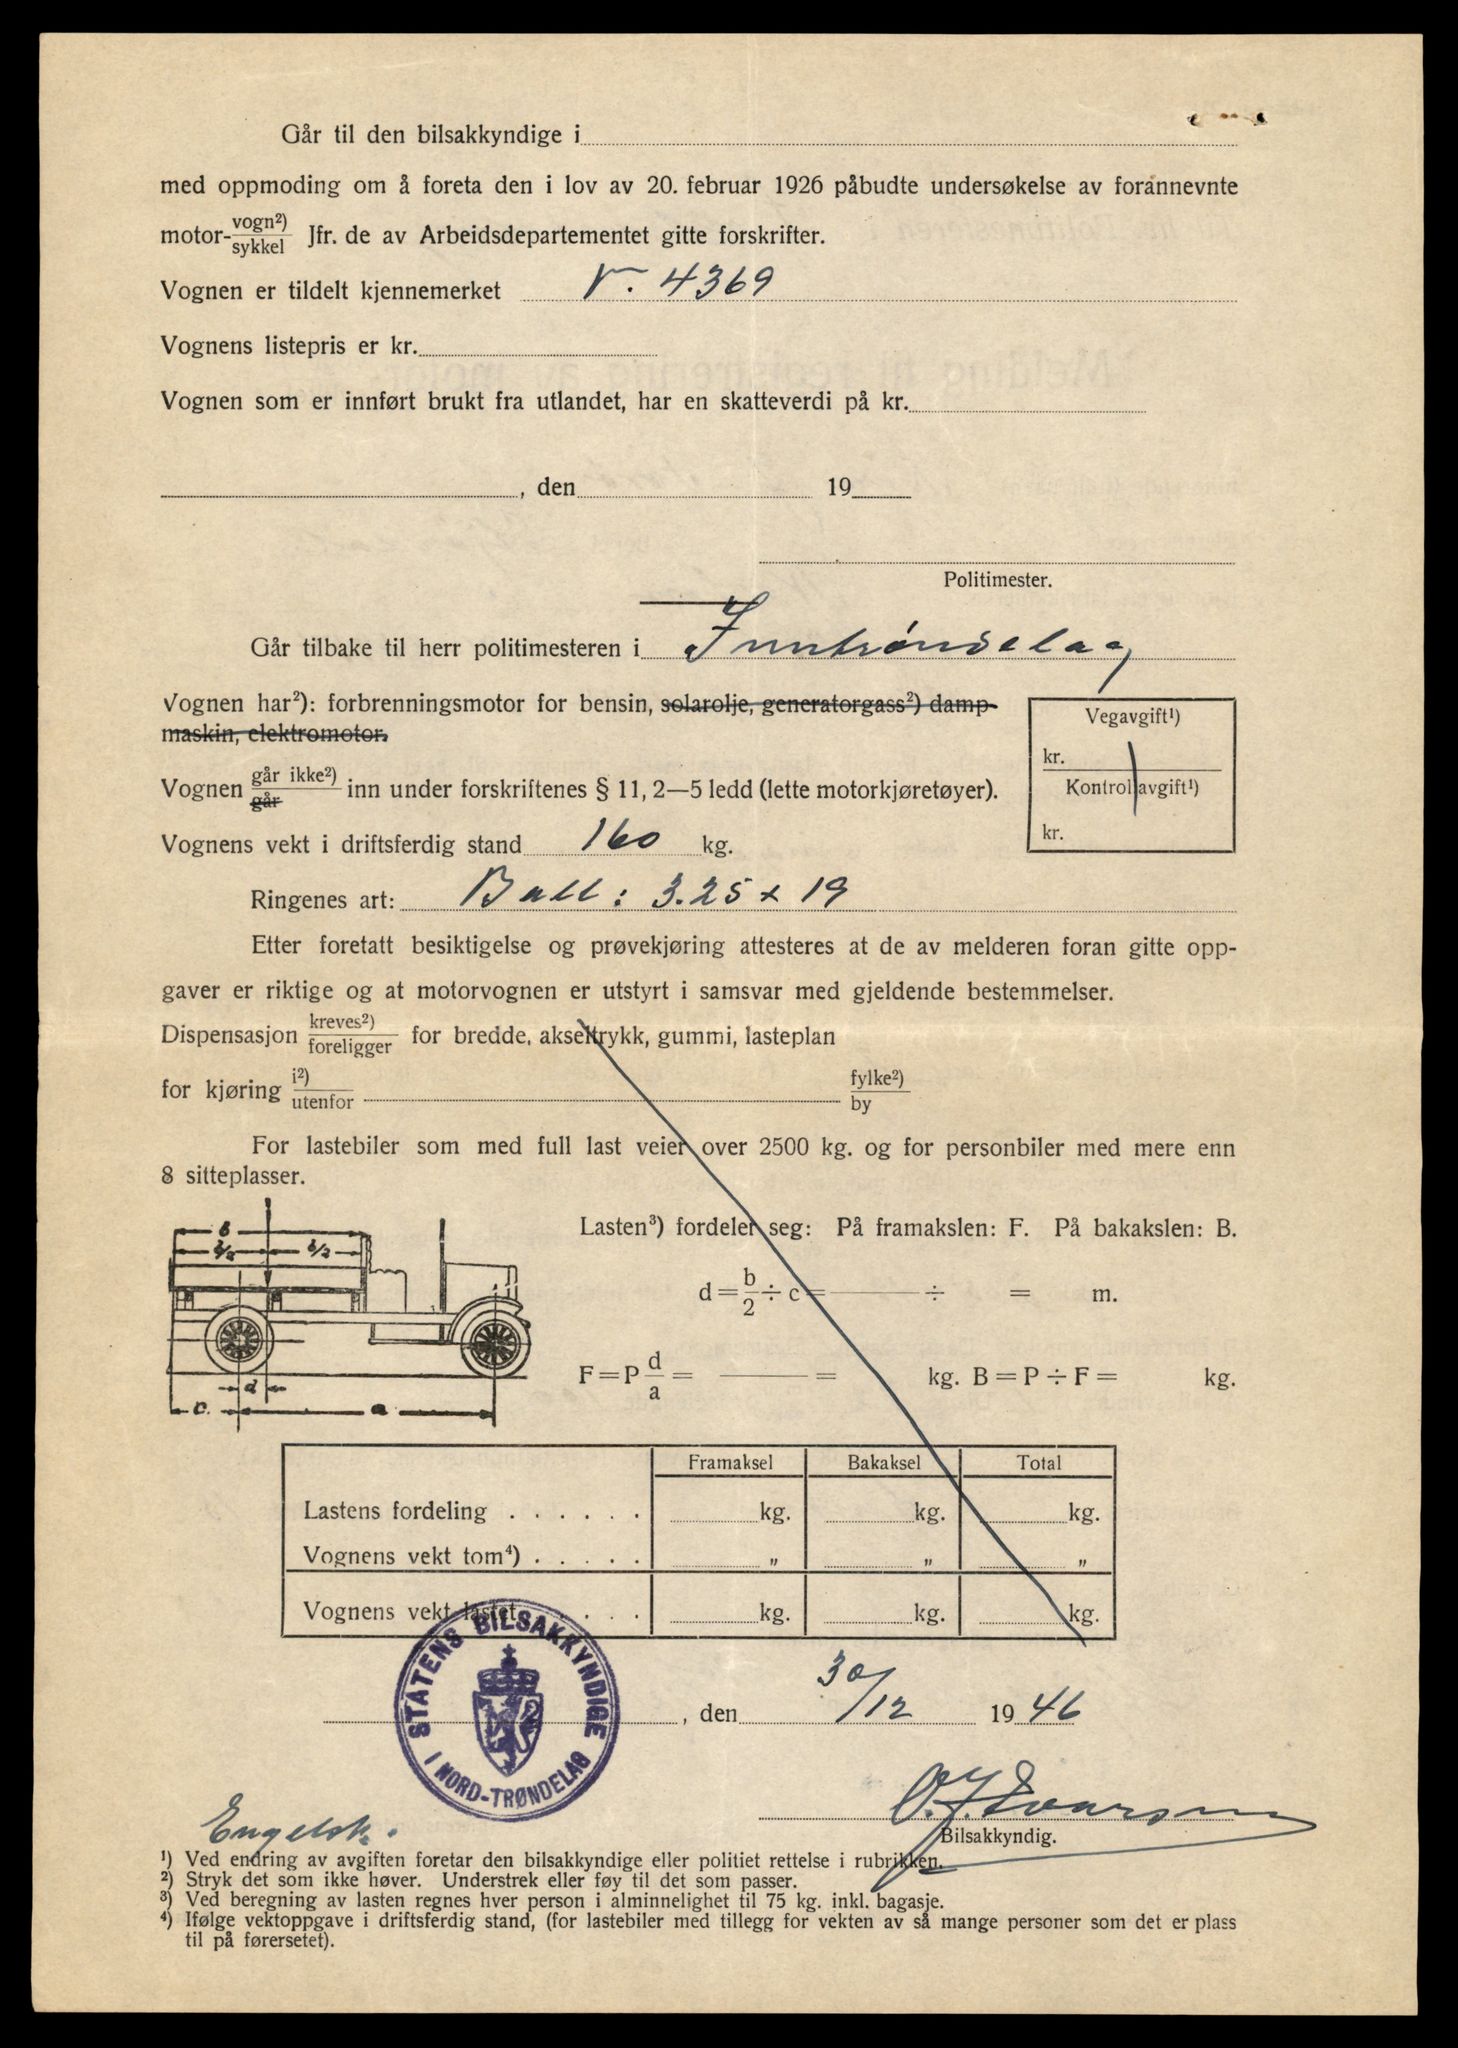 Går til den bilsakkyndige i
med oppmoding om å foreta den i lov av 20. februar 1926 påbudte undersøkelse av forannevnte
motor-vogn²)/sykkel Jfr. de av Arbeidsdepartementet gitte forskrifter.
Vognen er tildelt kjennemerket V. 4369
Vognens listepris er kr.
Vognen som er innført brukt fra utlandet, har en skatteverdi på kr.
, den 19
Politimester.
Går tilbake til herr politimesteren i Inntrøndelag
Vognen har²): forbrenningsmotor for bensin, solarolje, generatorgass²) damp-
maskin, elektromotor.
Vegavgift¹)
kr.
Kontrolavgift¹)
kr.
Vognen går ikke²)/går inn under forskriftenes § 11, 2—5 ledd (lette motorkjøretøyer).
Vognens vekt i driftsferdig stand 160 kg.
Ringenes art: Ball: 3.25 x 19
Etter foretatt besiktigelse og prøvekjøring attesteres at de av melderen foran gitte opp-
gaver er riktige og at motorvognen er utstyrt i samsvar med gjeldende bestemmelser.
Dispensasjon kreves²)/foreligger for bredde, akseltrykk, gummi, lasteplan
for kjøring i²)/utenfor fylke²)/by
For lastebiler som med full last veier over 2500 kg. og for personbiler med mere enn
8 sitteplasser.
b
b/2 b/2
d
c. a
Lasten³) fordeler seg: På framakslen: F. På bakakslen: B.
d = b/2 ÷ c = ÷ = m.
F = P d/a = = kg. B = P ÷ F = kg.
Framaksel Bakaksel Total
Lastens fordeling . . . . . . kg. kg. kg.
Vognens vekt tom⁴) . . . . . „ „ „
Vognens vekt lastet . . . . kg. kg. kg.
STATENS BILSAKKYNDIGE
I NORD-TRØNDELAG
, den 30/12 1946
Bilsakkyndig.
Engelsk.
¹) Ved endring av avgiften foretar den bilsakkyndige eller politiet rettelse i rubrikken.
²) Stryk det som ikke høver. Understrek eller føy til det som passer.
³) Ved beregning av lasten regnes hver person i alminnelighet til 75 kg. inkl. bagasje.
⁴) Ifølge vektoppgave i driftsferdig stand, (for lastebiler med tillegg for vekten av så mange personer som det er plass
til på førersetet).